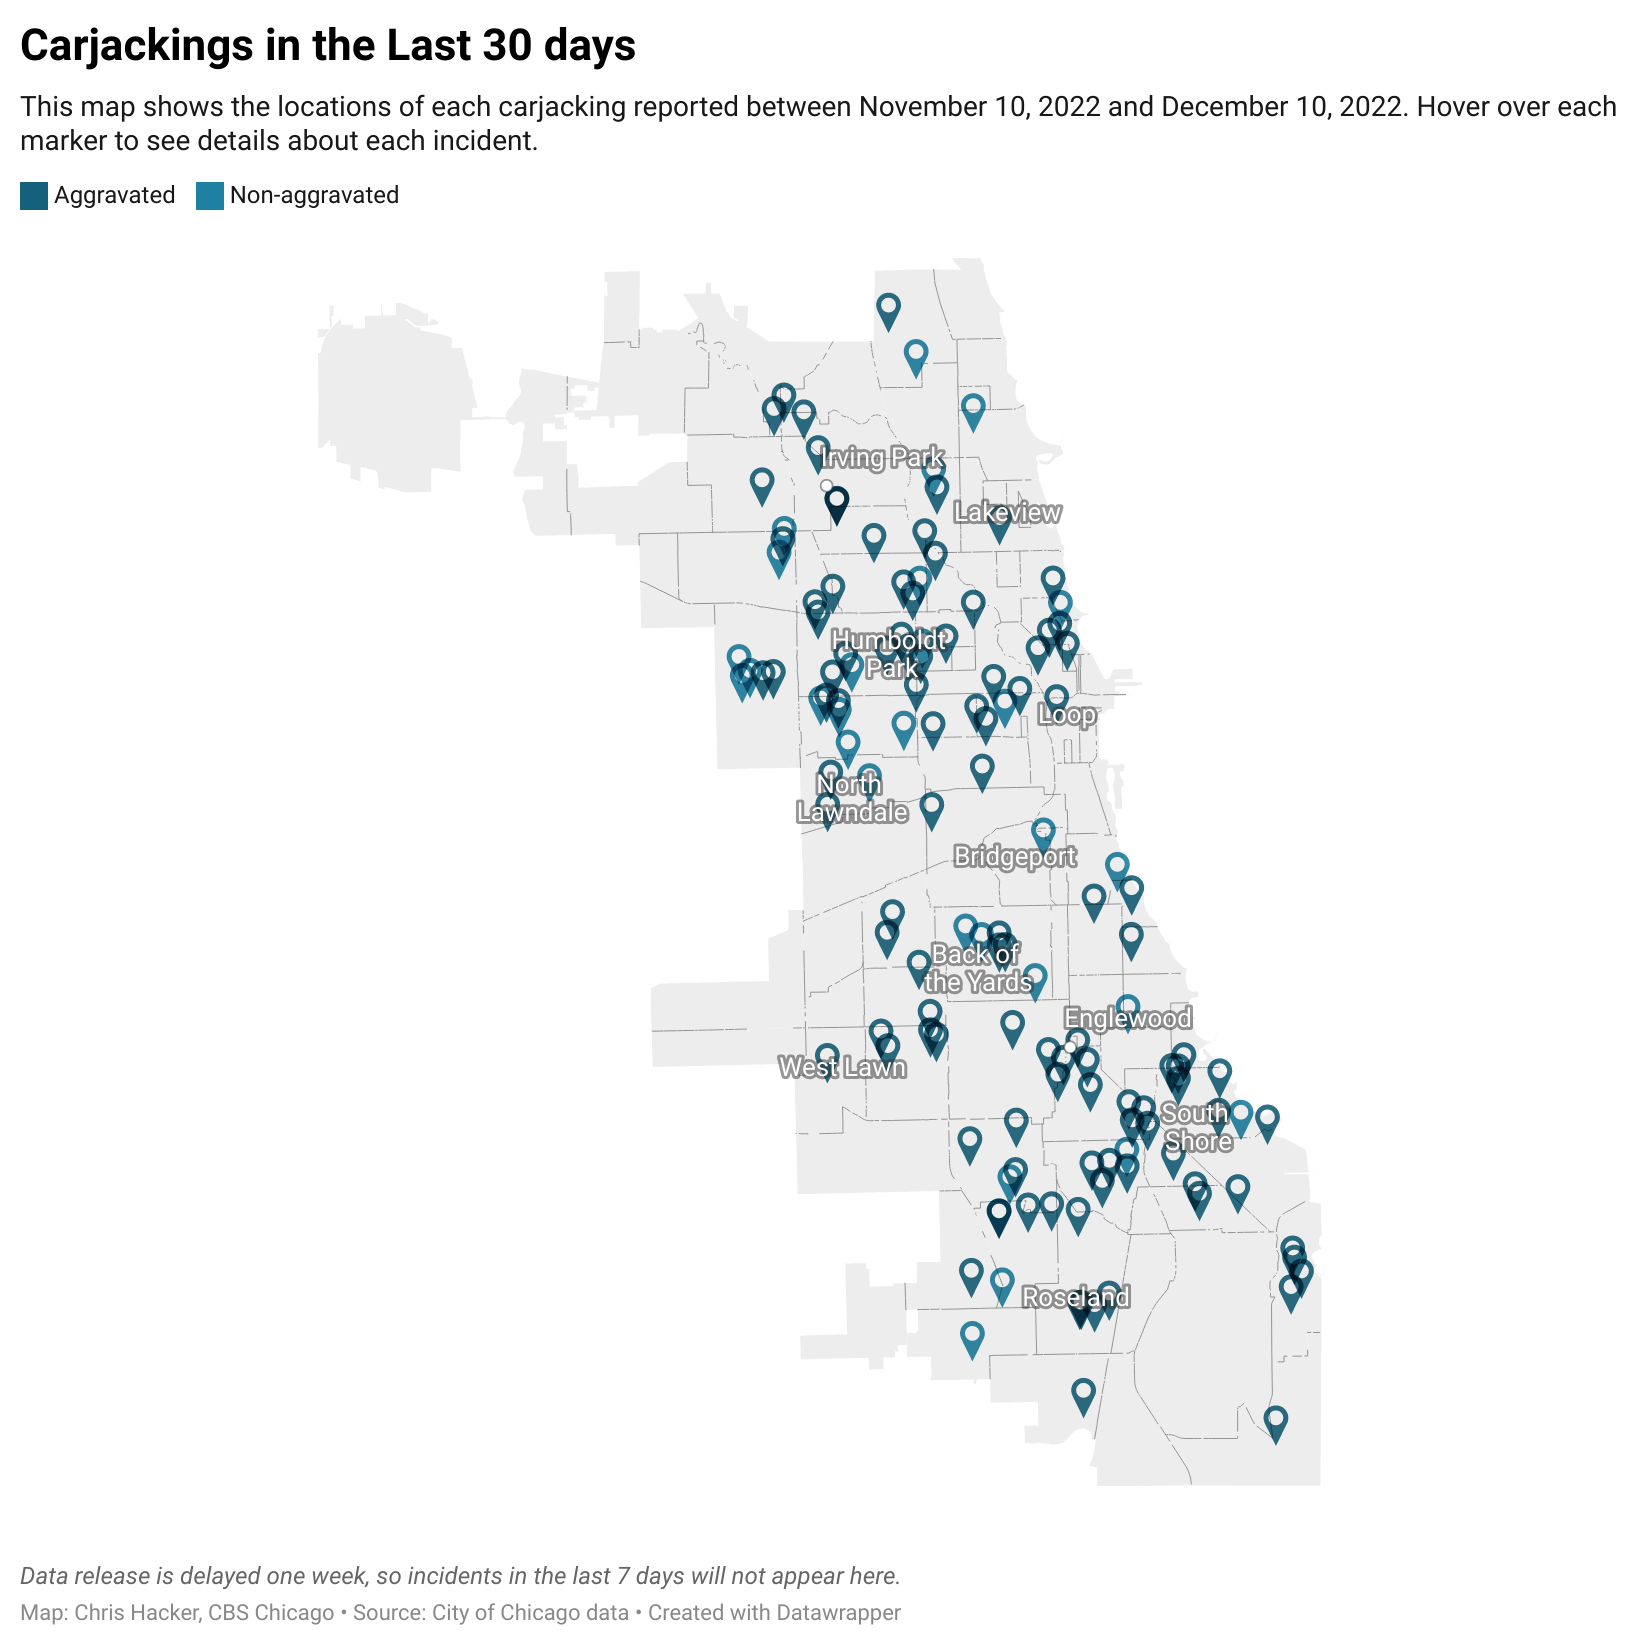 Carjackings in the Last 30 days
This map shows the locations of each carjacking reported between November 10, 2022 and December 10, 2022. Hover over each
marker to see details about each incident.
Aggravated Non-aggravated
Irving Park
Lakeview
Humboldt
Park
Loop
North
Lawndale
Bridgeport
Back of
the Yards
Englewood
West Lawn
South
Shore
Roseland
Data release is delayed one week, so incidents in the last 7 days will not appear here.
Map: Chris Hacker, CBS Chicago • Source: City of Chicago data • Created with Datawrapper